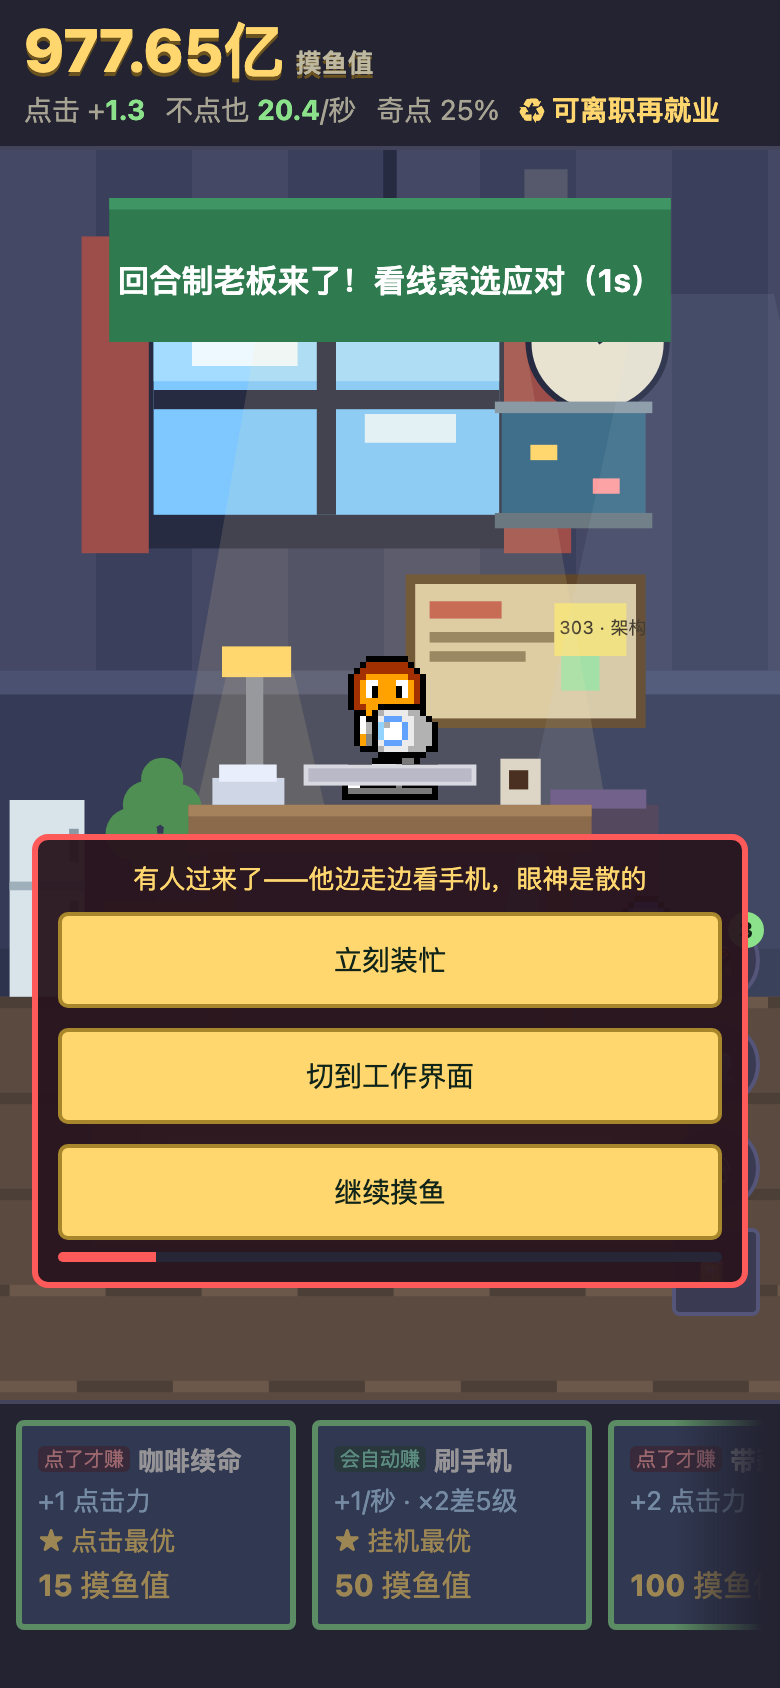 977.65亿 摸鱼值
点击 +1.3 不点也 20.4/秒 奇点 25% ♻ 可离职再就业
回合制老板来了！看线索选应对（1s）
303 · 架构
有人过来了——他边走边看手机，眼神是散的
立刻装忙
切到工作界面
继续摸鱼
点了才赚 咖啡续命
+1 点击力
★ 点击最优
15 摸鱼值
会自动赚 刷手机
+1/秒 · ×2差5级
★ 挂机最优
50 摸鱼值
点了才赚 带
+2 点击力
100 摸鱼